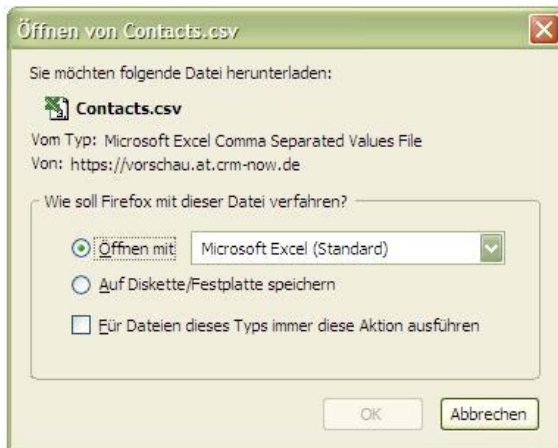 Öffnen von Contacts.csv
Sie möchten folgende Datei herunterladen:
Contacts.csv
Vom Typ: Microsoft Excel Comma Separated Values File
Von: https://vorschau.at.crm-now.de
Wie soll Firefox mit dieser Datei verfahren?
Öffnen mit Microsoft Excel (Standard)
Auf Diskette/Festplatte speichern
Für Dateien dieses Typs immer diese Aktion ausführen
OK Abbrechen